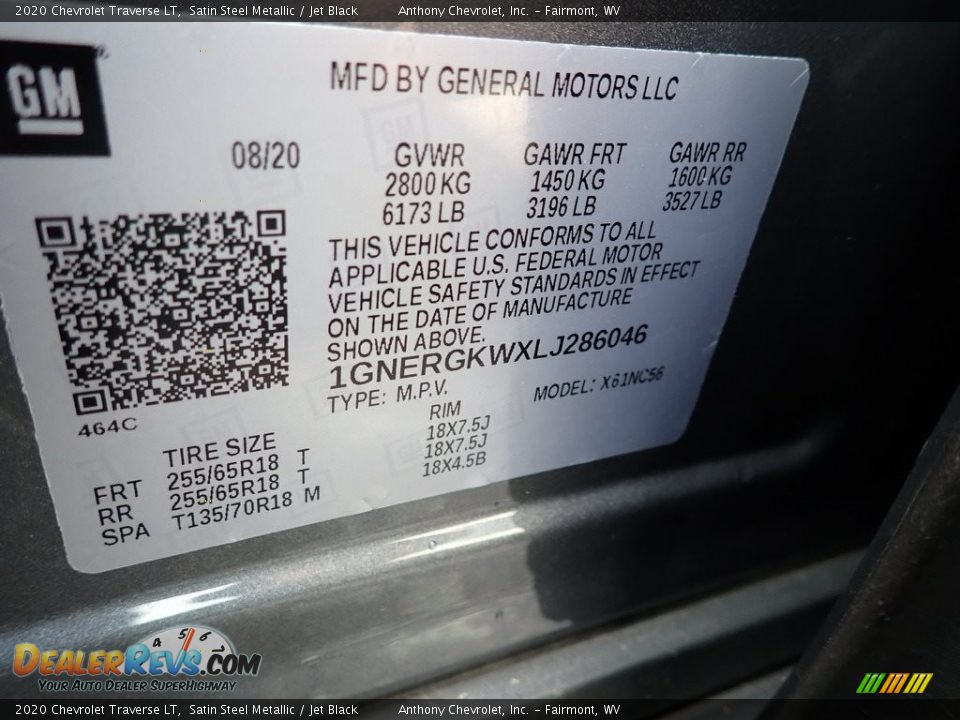 2020 Chevrolet Traverse LT, Satin Steel Metallic / Jet Black Anthony Chevrolet, Inc. - Fairmont, WV
GM
MFD BY GENERAL MOTORS LLC
08/20 GVWR GAWR FRT GAWR RR
2800 KG 1450 KG 1600 KG
6173 LB 3196 LB 3527 LB
THIS VEHICLE CONFORMS TO ALL
APPLICABLE U.S. FEDERAL MOTOR
VEHICLE SAFETY STANDARDS IN EFFECT
ON THE DATE OF MANUFACTURE
SHOWN ABOVE.
1GNERGKWXLJ286046
TYPE: M.P.V. MODEL: X61NC56
464C
TIRE SIZE RIM
FRT 255/65R18 T 18X7.5J
RR 255/65R18 T 18X7.5J
SPA T135/70R18 M 18X4.5B
4 5 6
DEALERREVS.COM
YOUR AUTO DEALER SUPERHIGHWAY
2020 Chevrolet Traverse LT, Satin Steel Metallic / Jet Black Anthony Chevrolet, Inc. - Fairmont, WV